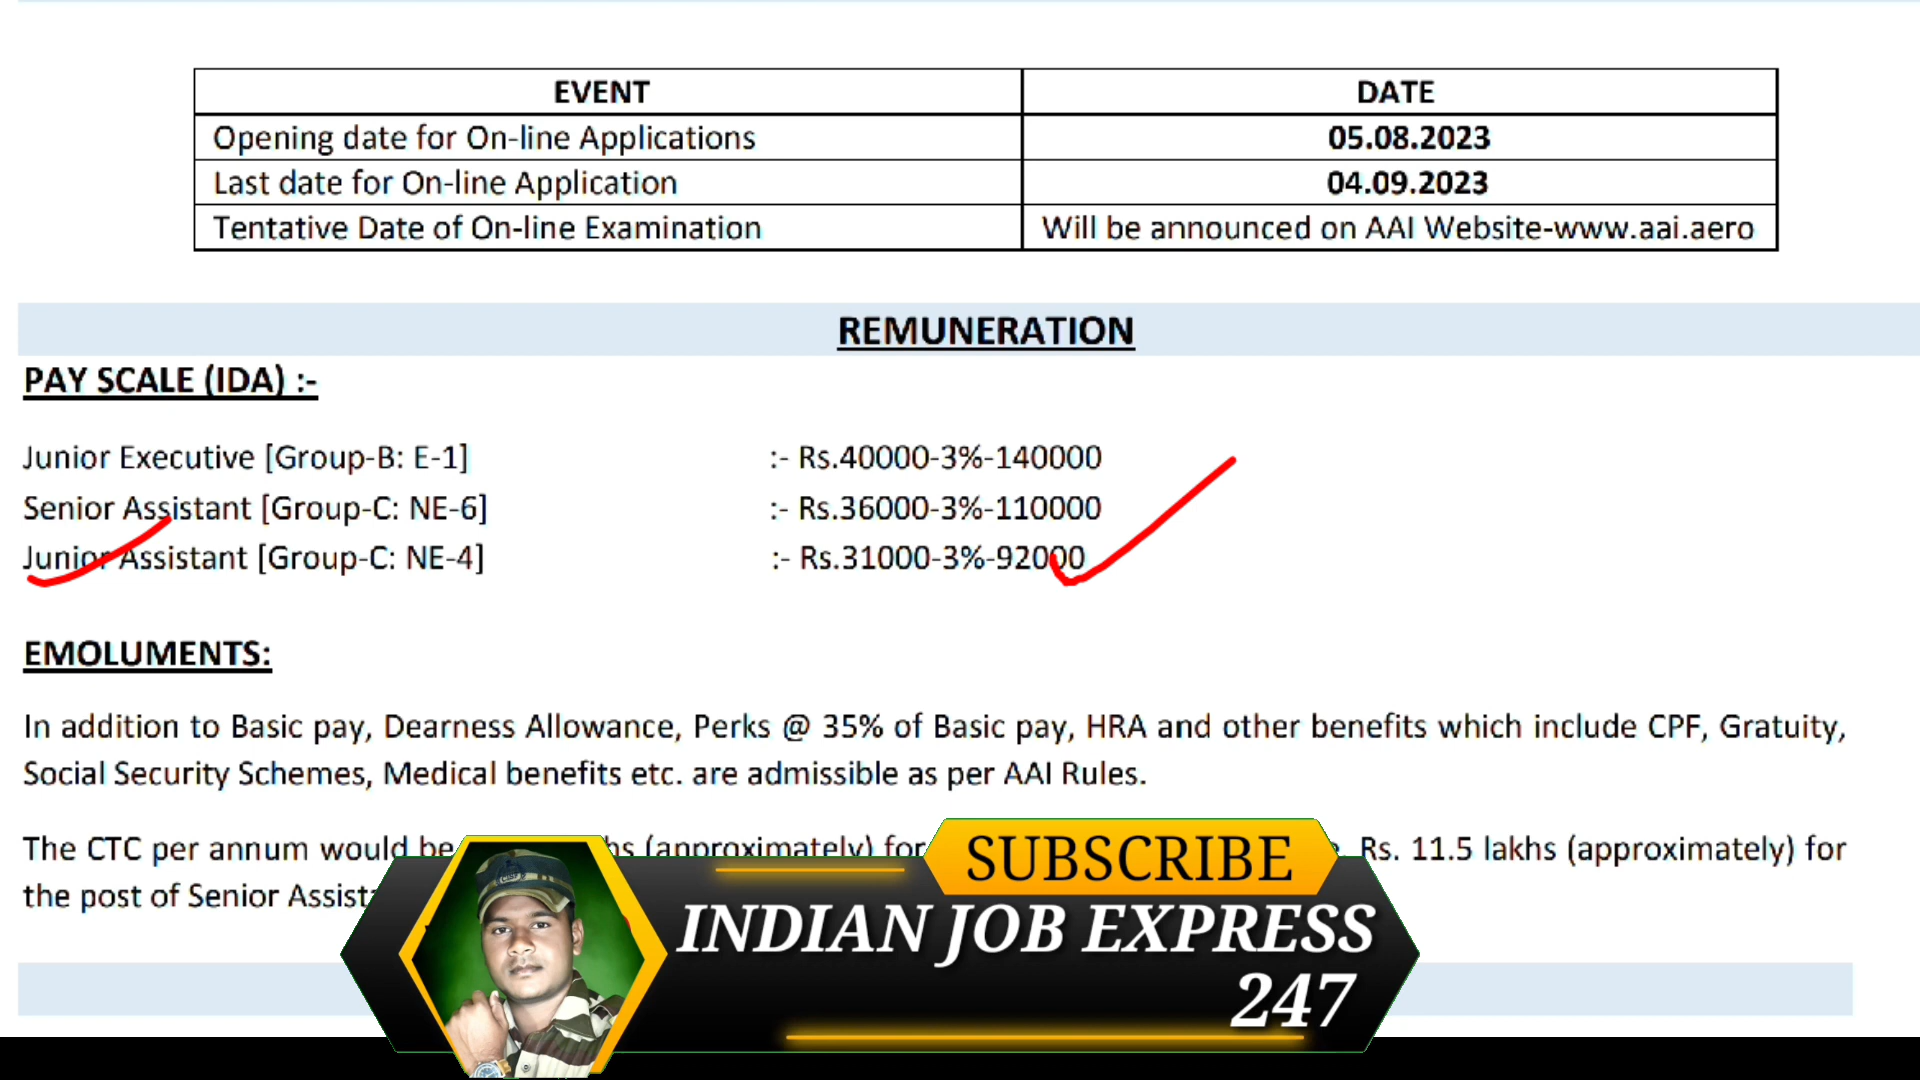 EVENT DATE
Opening date for On-line Applications 05.08.2023
Last date for On-line Application 04.09.2023
Tentative Date of On-line Examination Will be announced on AAI Website-www.aai.aero
REMUNERATION
PAY SCALE (IDA) :-
Junior Executive [Group-B: E-1] :- Rs.40000-3%-140000
Senior Assistant [Group-C: NE-6] :- Rs.36000-3%-110000
Junior Assistant [Group-C: NE-4] :- Rs.31000-3%-92000
EMOLUMENTS:
In addition to Basic pay, Dearness Allowance, Perks @ 35% of Basic pay, HRA and other benefits which include CPF, Gratuity,
Social Security Schemes, Medical benefits etc. are admissible as per AAI Rules.
The CTC per annum would be (approximately) for Rs. 11.5 lakhs (approximately) for
the post of Senior
SUBSCRIBE
INDIAN JOB EXPRESS
247